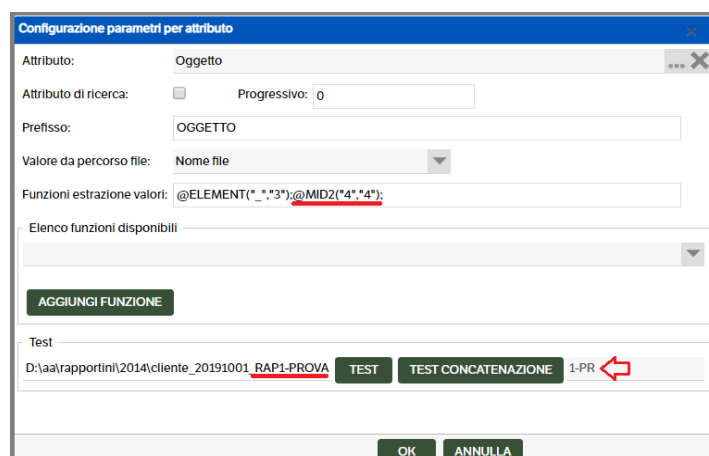 Configurazione parametri per attributo
Attributo: Oggetto ...
Attributo di ricerca: Progressivo: 0
Prefisso: OGGETTO
Valore da percorso file: Nome file
Funzioni estrazione valori: @ELEMENT("_","3");@MID2("4","4");
Elenco funzioni disponibili
AGGIUNGI FUNZIONE
Test
D:\aa\rapportini\2014\cliente_20191001_RAP1-PROVA TEST TEST CONCATENAZIONE 1-PR
OK ANNULLA